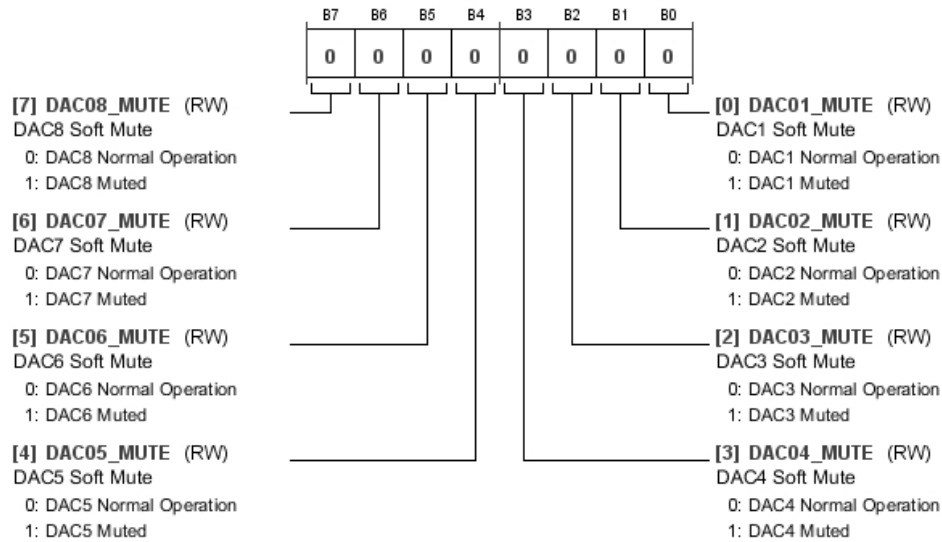 B7 B6 B5 B4 B3 B2 B1 B0
0 0 0 0 0 0 0 0
[7] DAC08_MUTE (RW)
DAC8 Soft Mute
0: DAC8 Normal Operation
1: DAC8 Muted
[6] DAC07_MUTE (RW)
DAC7 Soft Mute
0: DAC7 Normal Operation
1: DAC7 Muted
[5] DAC06_MUTE (RW)
DAC6 Soft Mute
0: DAC6 Normal Operation
1: DAC6 Muted
[4] DAC05_MUTE (RW)
DAC5 Soft Mute
0: DAC5 Normal Operation
1: DAC5 Muted
[0] DAC01_MUTE (RW)
DAC1 Soft Mute
0: DAC1 Normal Operation
1: DAC1 Muted
[1] DAC02_MUTE (RW)
DAC2 Soft Mute
0: DAC2 Normal Operation
1: DAC2 Muted
[2] DAC03_MUTE (RW)
DAC3 Soft Mute
0: DAC3 Normal Operation
1: DAC3 Muted
[3] DAC04_MUTE (RW)
DAC4 Soft Mute
0: DAC4 Normal Operation
1: DAC4 Muted